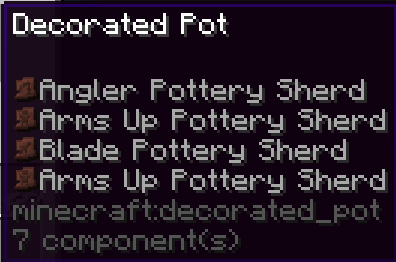 Decorated Pot
Angler Pottery Sherd
Arms Up Pottery Sherd
Blade Pottery Sherd
Arms Up Pottery Sherd
minecraft:decorated_pot
7 component(s)